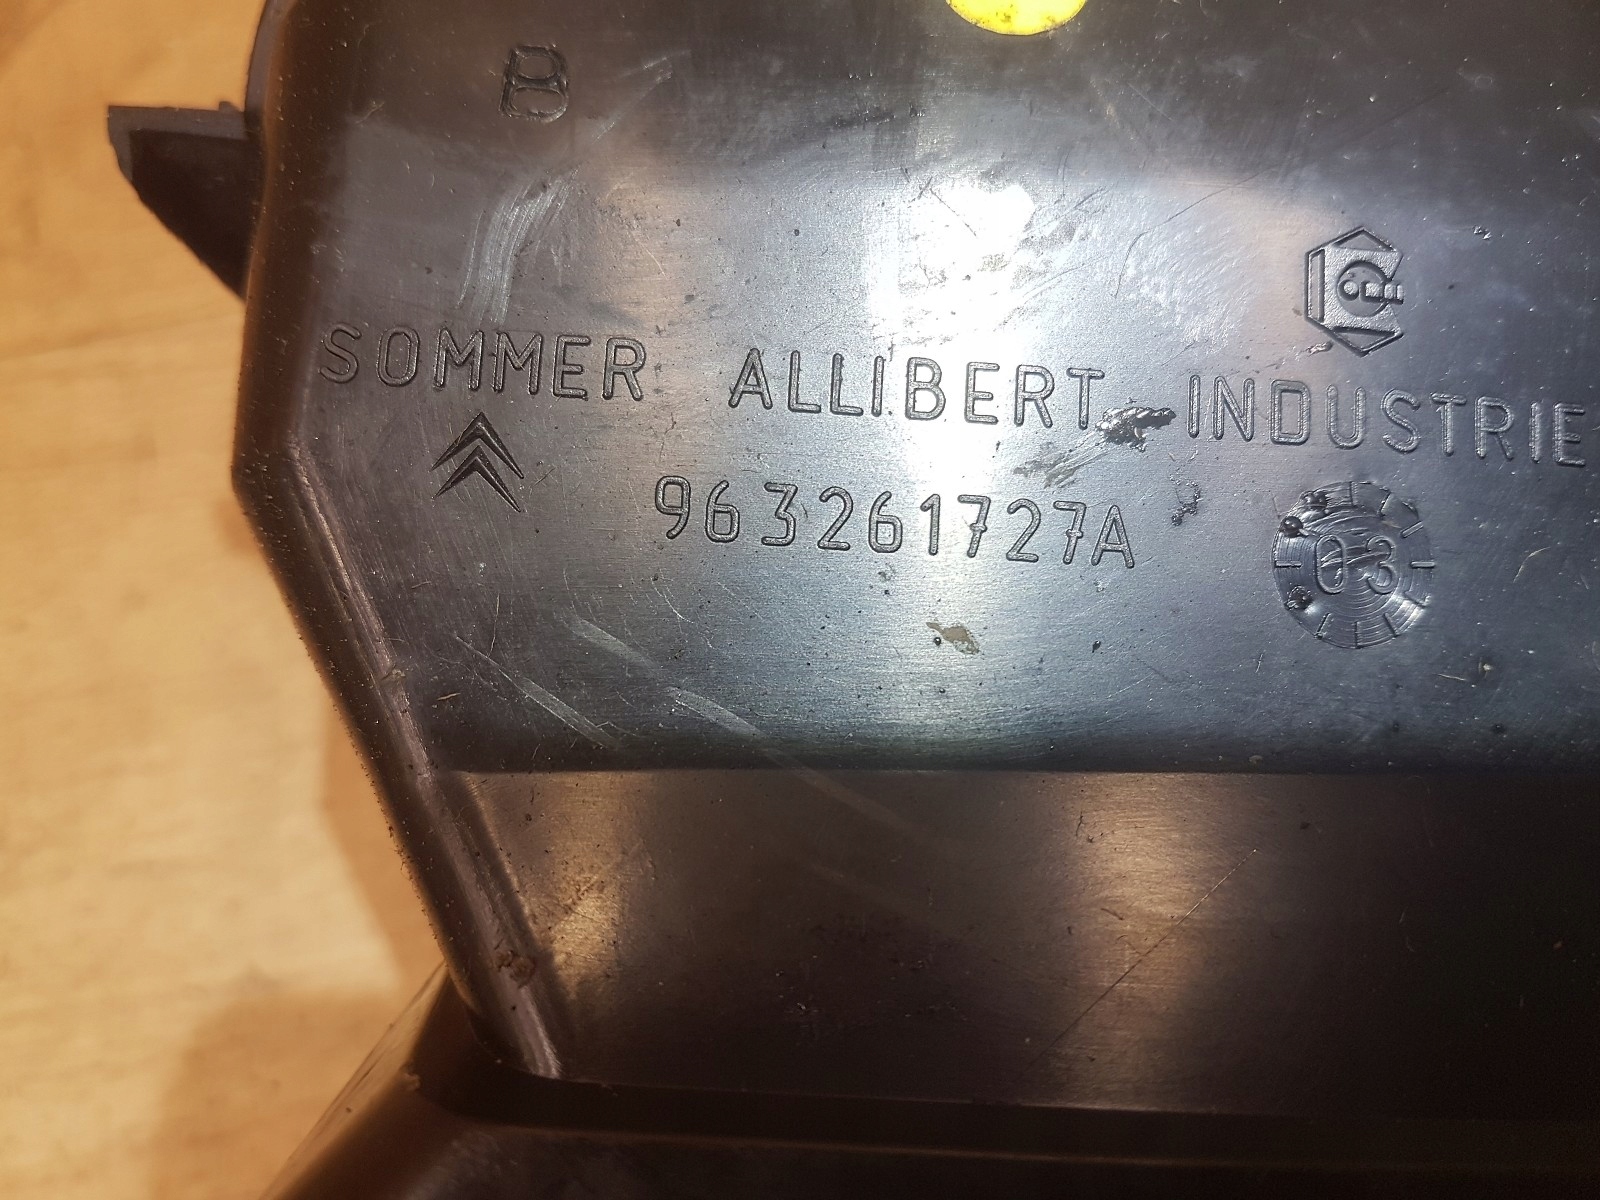 B
SOMMER ALLIBERT INDUSTRIE
963261727A
03